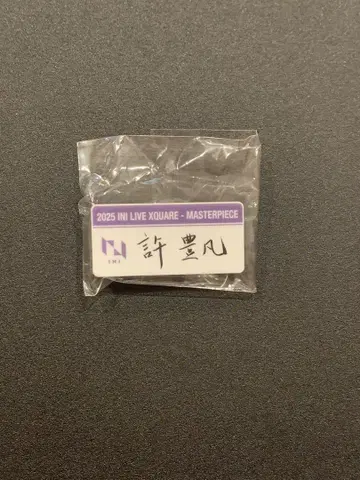 2025 INI LIVE XQUARE - MASTERPIECE
INI
許豊凡